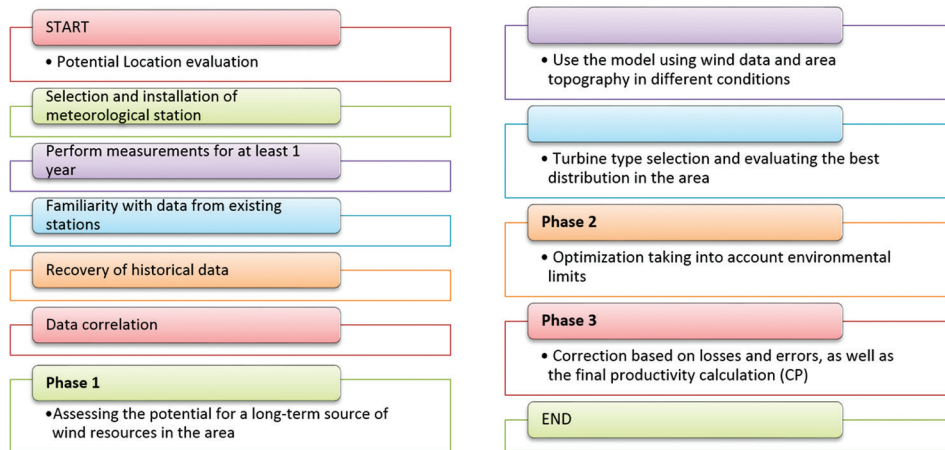 START
• Potential Location evaluation
Selection and installation of
meteorological station
Perform measurements for at least 1
year
Familiarity with data from existing
stations
Recovery of historical data
Data correlation
Phase 1
•Assessing the potential for a long-term source of
wind resources in the area
• Use the model using wind data and area
topography in different conditions
• Turbine type selection and evaluating the best
distribution in the area
Phase 2
• Optimization taking into account environmental
limits
Phase 3
• Correction based on losses and errors, as well as
the final productivity calculation (CP)
END